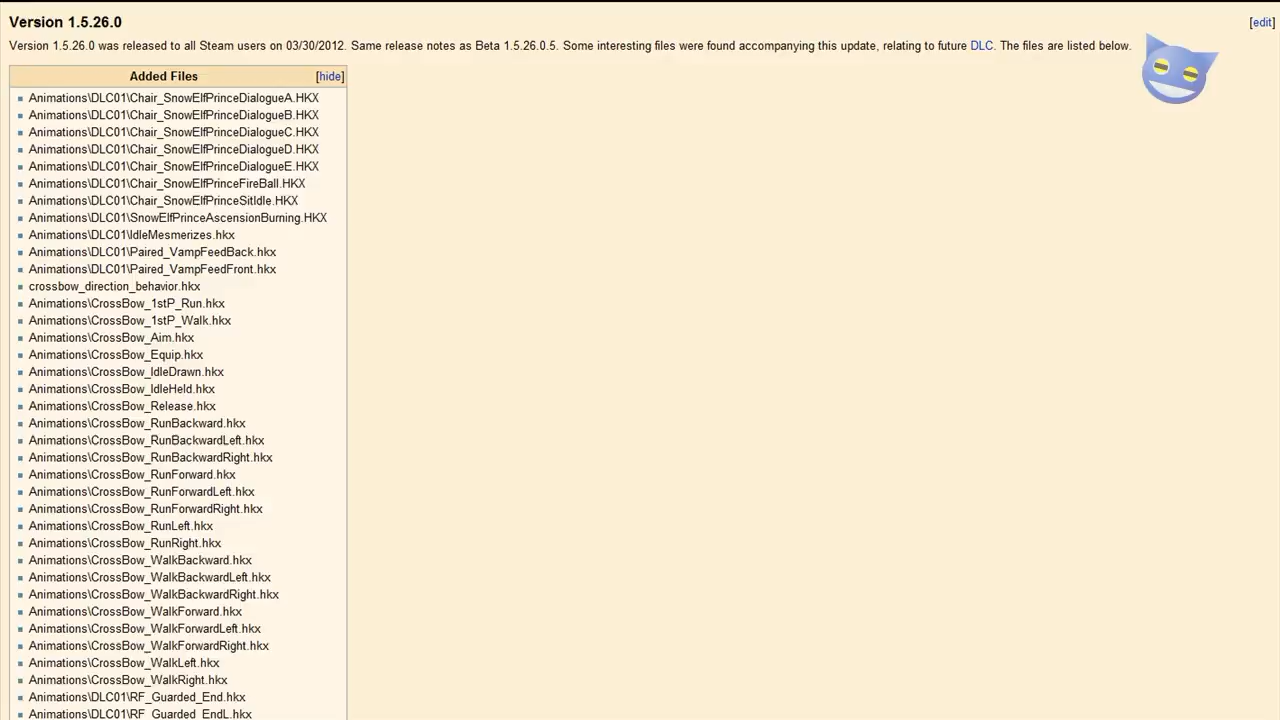 Version 1.5.26.0
[edit]
Version 1.5.26.0 was released to all Steam users on 03/30/2012. Same release notes as Beta 1.5.26.0.5. Some interesting files were found accompanying this update, relating to future DLC. The files are listed below.
Added Files [hide]
Animations\DLC01\Chair_SnowElfPrinceDialogueA.HKX
Animations\DLC01\Chair_SnowElfPrinceDialogueB.HKX
Animations\DLC01\Chair_SnowElfPrinceDialogueC.HKX
Animations\DLC01\Chair_SnowElfPrinceDialogueD.HKX
Animations\DLC01\Chair_SnowElfPrinceDialogueE.HKX
Animations\DLC01\Chair_SnowElfPrinceFireBall.HKX
Animations\DLC01\Chair_SnowElfPrinceSitIdle.HKX
Animations\DLC01\SnowElfPrinceAscensionBurning.HKX
Animations\DLC01\IdleMesmerizes.hkx
Animations\DLC01\Paired_VampFeedBack.hkx
Animations\DLC01\Paired_VampFeedFront.hkx
crossbow_direction_behavior.hkx
Animations\CrossBow_1stP_Run.hkx
Animations\CrossBow_1stP_Walk.hkx
Animations\CrossBow_Aim.hkx
Animations\CrossBow_Equip.hkx
Animations\CrossBow_IdleDrawn.hkx
Animations\CrossBow_IdleHeld.hkx
Animations\CrossBow_Release.hkx
Animations\CrossBow_RunBackward.hkx
Animations\CrossBow_RunBackwardLeft.hkx
Animations\CrossBow_RunBackwardRight.hkx
Animations\CrossBow_RunForward.hkx
Animations\CrossBow_RunForwardLeft.hkx
Animations\CrossBow_RunForwardRight.hkx
Animations\CrossBow_RunLeft.hkx
Animations\CrossBow_RunRight.hkx
Animations\CrossBow_WalkBackward.hkx
Animations\CrossBow_WalkBackwardLeft.hkx
Animations\CrossBow_WalkBackwardRight.hkx
Animations\CrossBow_WalkForward.hkx
Animations\CrossBow_WalkForwardLeft.hkx
Animations\CrossBow_WalkForwardRight.hkx
Animations\CrossBow_WalkLeft.hkx
Animations\CrossBow_WalkRight.hkx
Animations\DLC01\RF_Guarded_End.hkx
Animations\DLC01\RF_Guarded_EndL.hkx